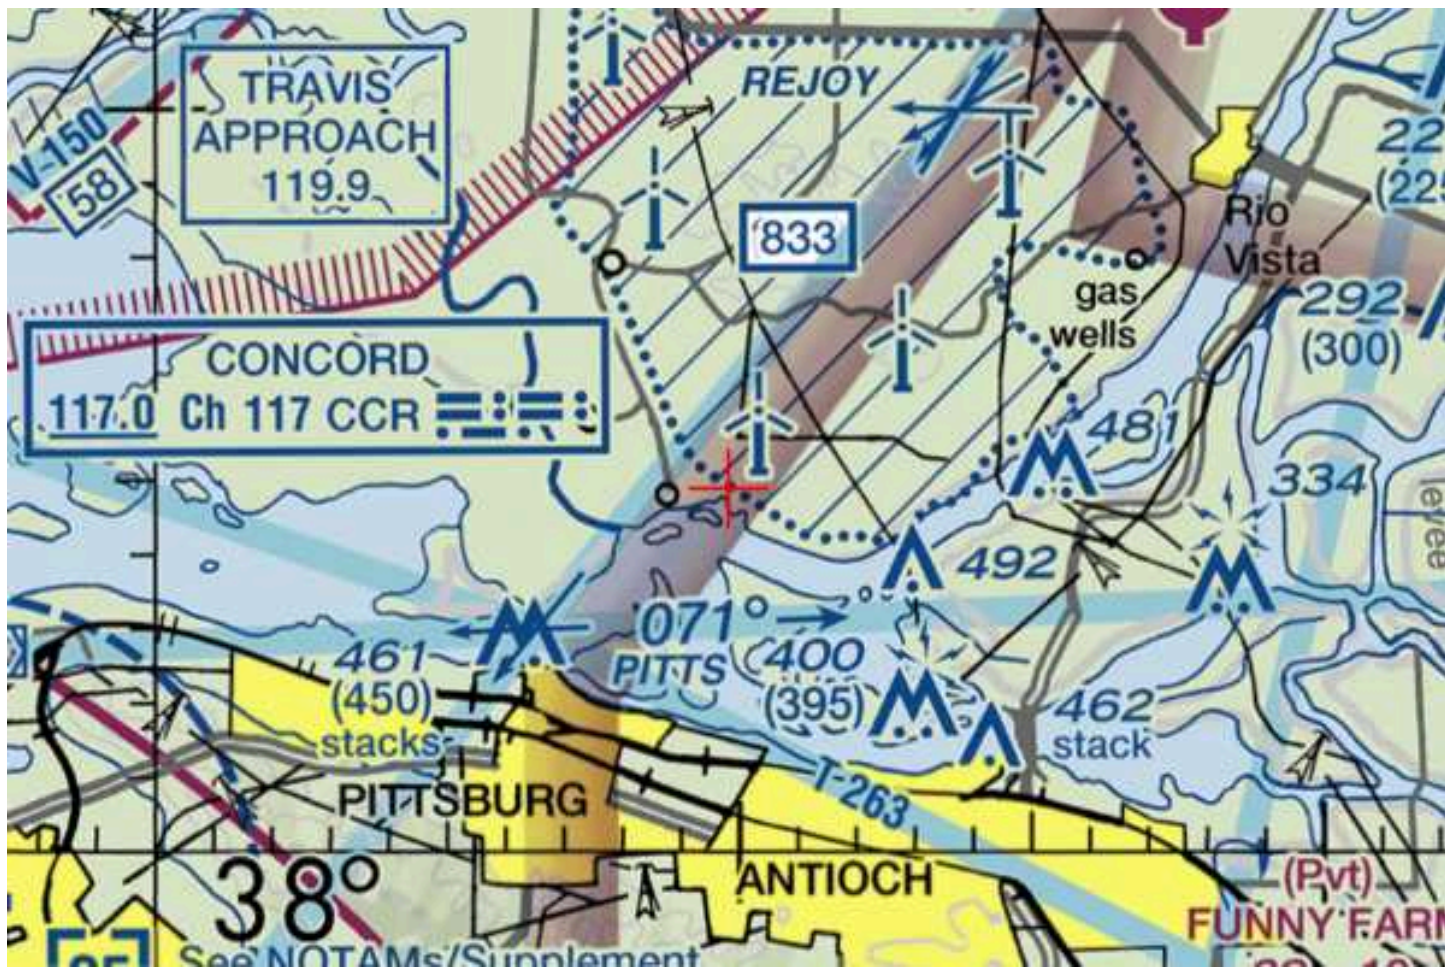 TRAVIS
APPROACH
119.9
V-150
58
REJOY
833
Rio
Vista
gas
wells
292
(300)
CONCORD
117.0 Ch 117 CCR
481
334
levee
492
071°
PITTS
461
(450)
stacks
400
(395)
462
stack
T-263
PITTSBURG
ANTIOCH
38°
(Pvt)
FUNNY FARM
See NOTAMs/Supplement